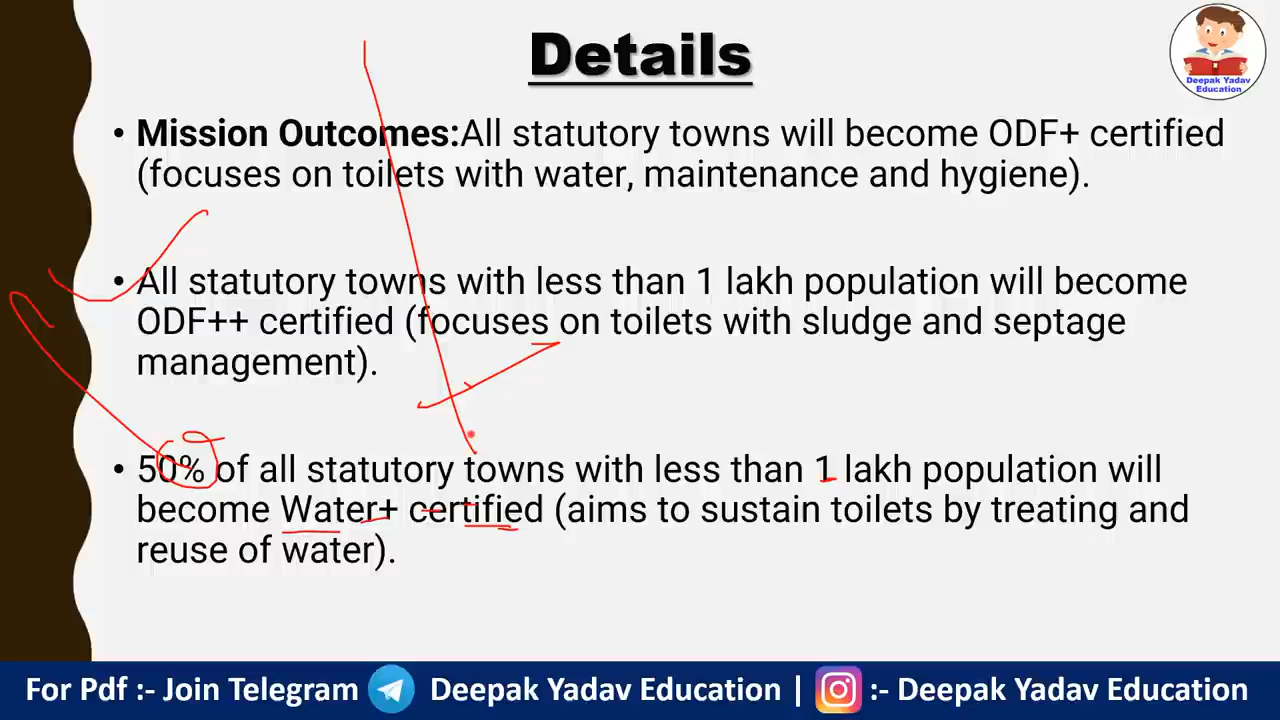 Details
Deepak Yadav
Education
• Mission Outcomes:All statutory towns will become ODF+ certified
(focuses on toilets with water, maintenance and hygiene).
• All statutory towns with less than 1 lakh population will become
ODF++ certified (focuses on toilets with sludge and septage
management).
• 50% of all statutory towns with less than 1 lakh population will
become Water+ certified (aims to sustain toilets by treating and
reuse of water).
For Pdf :- Join Telegram Deepak Yadav Education | :- Deepak Yadav Education